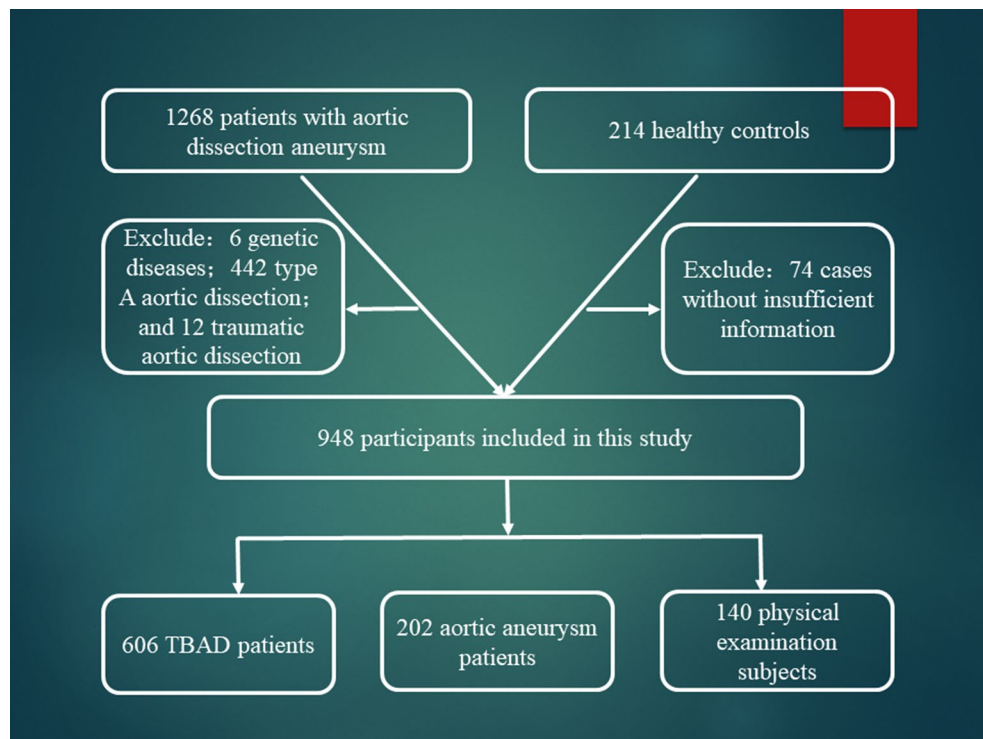 1268 patients with aortic
dissection aneurysm
214 healthy controls
Exclude：6 genetic
diseases；442 type
A aortic dissection；
and 12 traumatic
aortic dissection
Exclude：74 cases
without insufficient
information
948 participants included in this study
606 TBAD patients
202 aortic aneurysm
patients
140 physical
examination
subjects